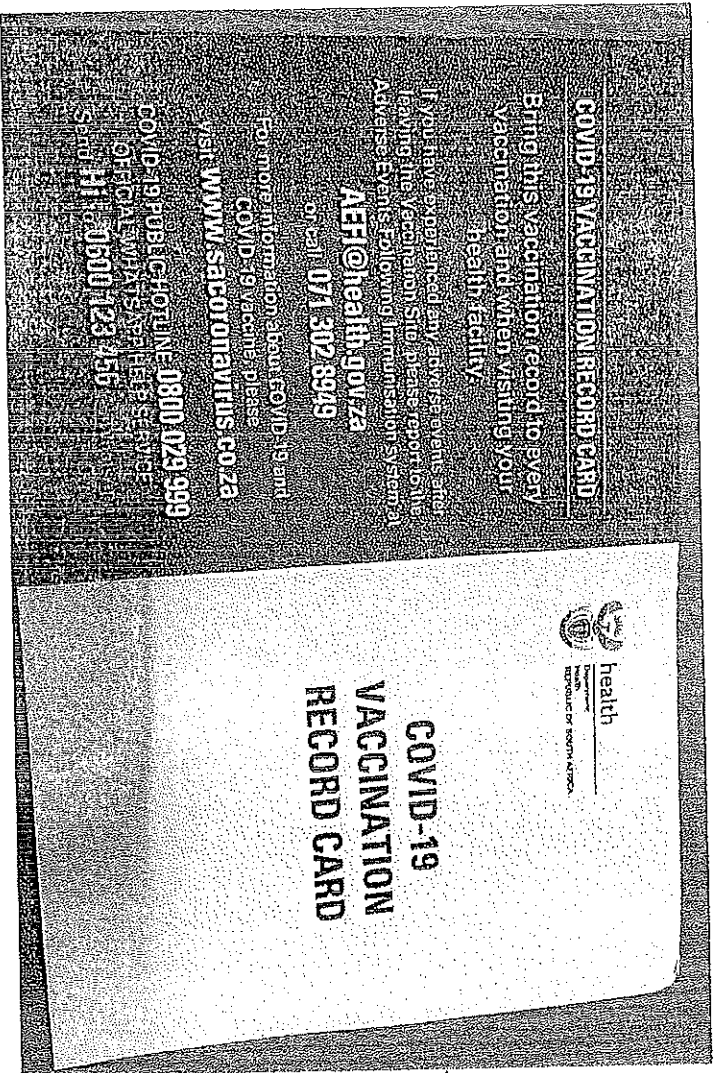 COVID-19 VACCINATION RECORD CARD
Bring this vaccination record to every
vaccination and when visiting your
health facility.
If you have experienced any adverse events after
leaving the Vaccination Site, please report to the
Adverse Evens Following Immunisation system at
AEFI@health.gov.za
or call 071 302 8949
For more information about COVID-19 and
COVID-19 vaccine, please
visit www.sacoronavirus.co.za
COVID-19 PUBLIC HOTLINE 0800 029 999
OFFICIAL WHATSAPP HELP SERVICE
Send Hi to 0600 123 456
health
Department:
Health
REPUBLIC OF SOUTH AFRICA
COVID-19
VACCINATION
RECORD CARD